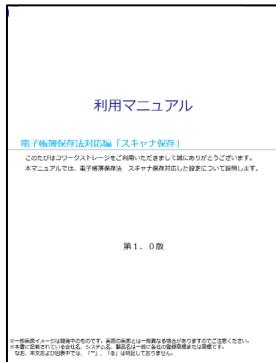 利用マニュアル
電子帳簿保存法対応編「スキャナ保存」
このたびはコワークストレージをご利用いただきまして誠にありがとうございます。
本マニュアルでは、電子帳簿保存法 スキャナ保存対応した設定について説明します。
第1．0版
※一部画面イメージは開発中のものです。実際の画面とは一部異なる場合がありますのでご注意ください。
※本書に記載されている会社名、システム名、製品名は一般に各社の登録商標または商標です。
なお、本文および図表中では、「™」、「®」は明記しておりません。